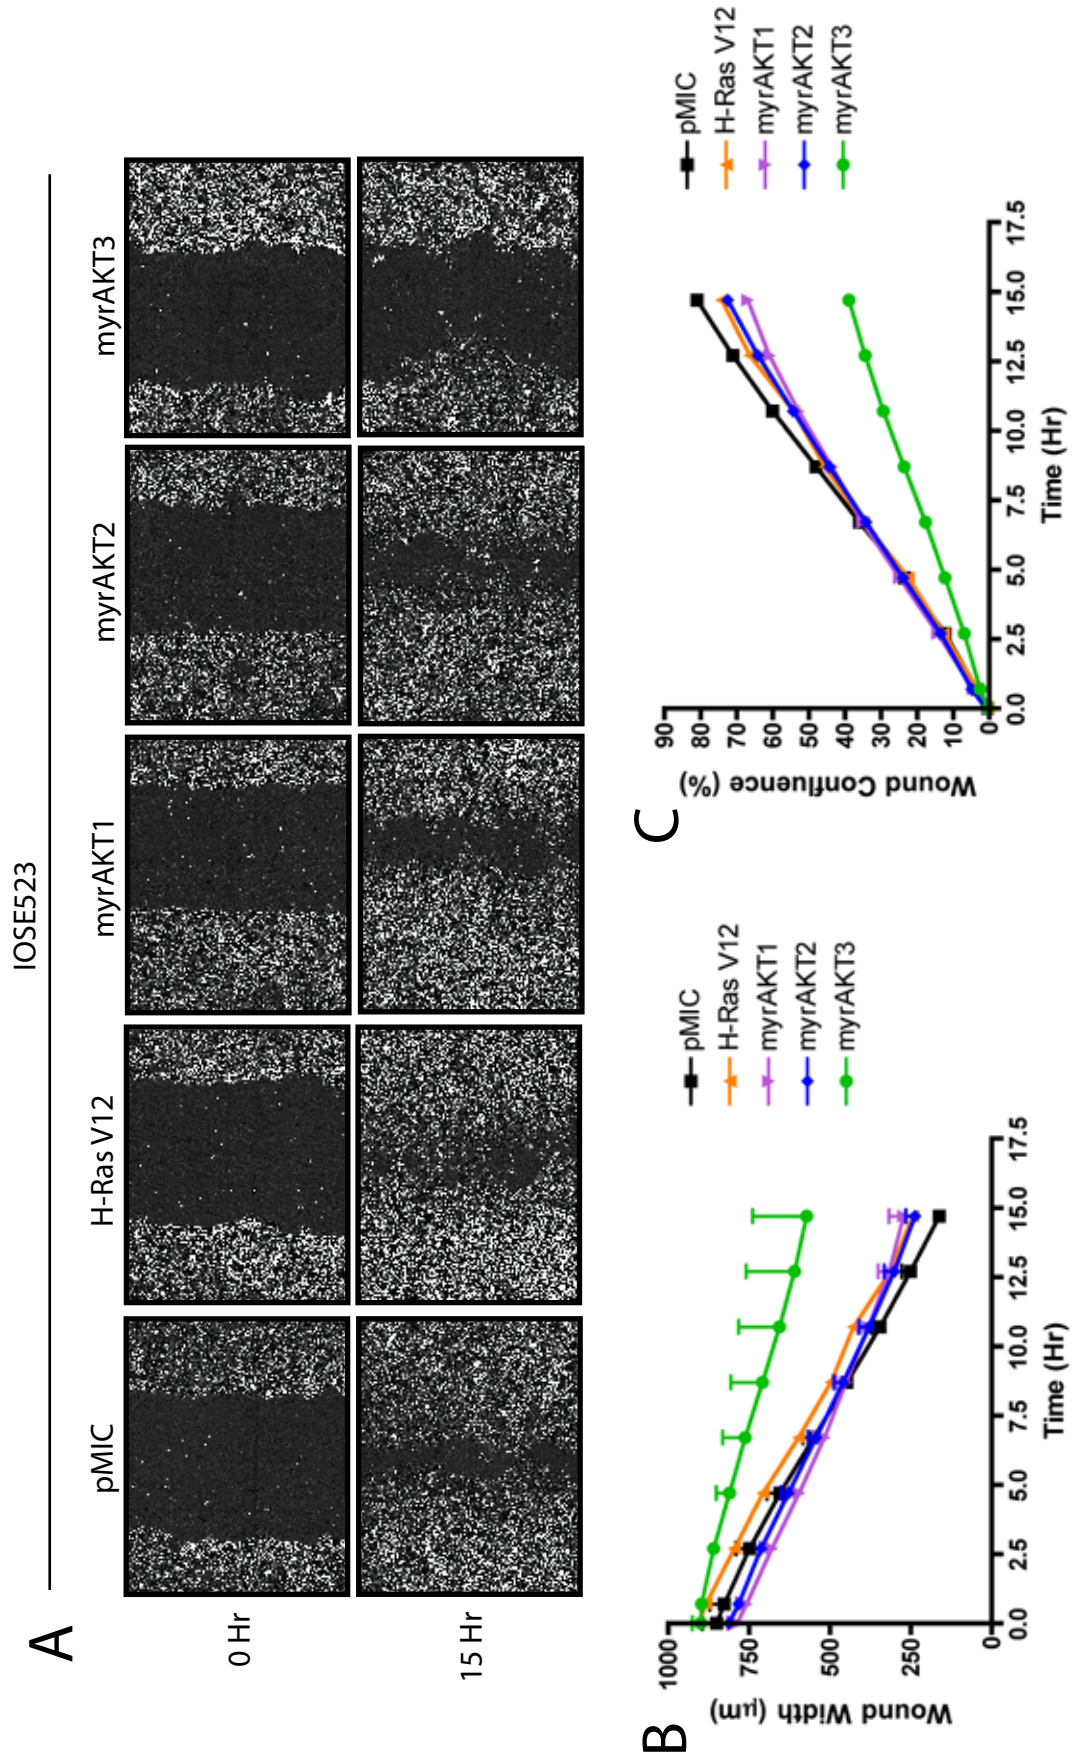 A
IOSE523
pMIC
H-Ras V12
myrAKT1
myrAKT2
myrAKT3
0 Hr
15 Hr
B
Wound Width (µm)
1000
750
500
250
0
0.0
2.5
5.0
7.5
10.0
12.5
15.0
17.5
Time (Hr)
pMIC
H-Ras V12
myrAKT1
myrAKT2
myrAKT3
C
Wound Confluence (%)
90
80
70
60
50
40
30
20
10
0
0.0
2.5
5.0
7.5
10.0
12.5
15.0
17.5
Time (Hr)
pMIC
H-Ras V12
myrAKT1
myrAKT2
myrAKT3